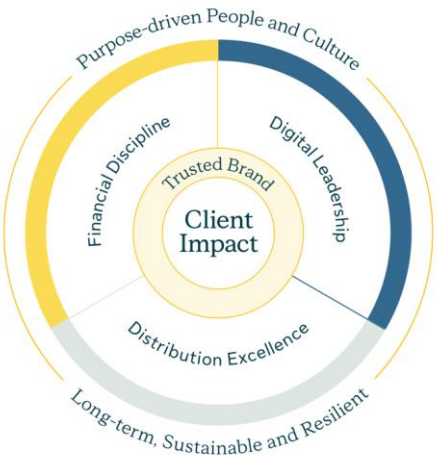 Purpose-driven People and Culture
Financial Discipline
Digital Leadership
Trusted Brand
Client
Impact
Distribution Excellence
Long-term, Sustainable and Resilient